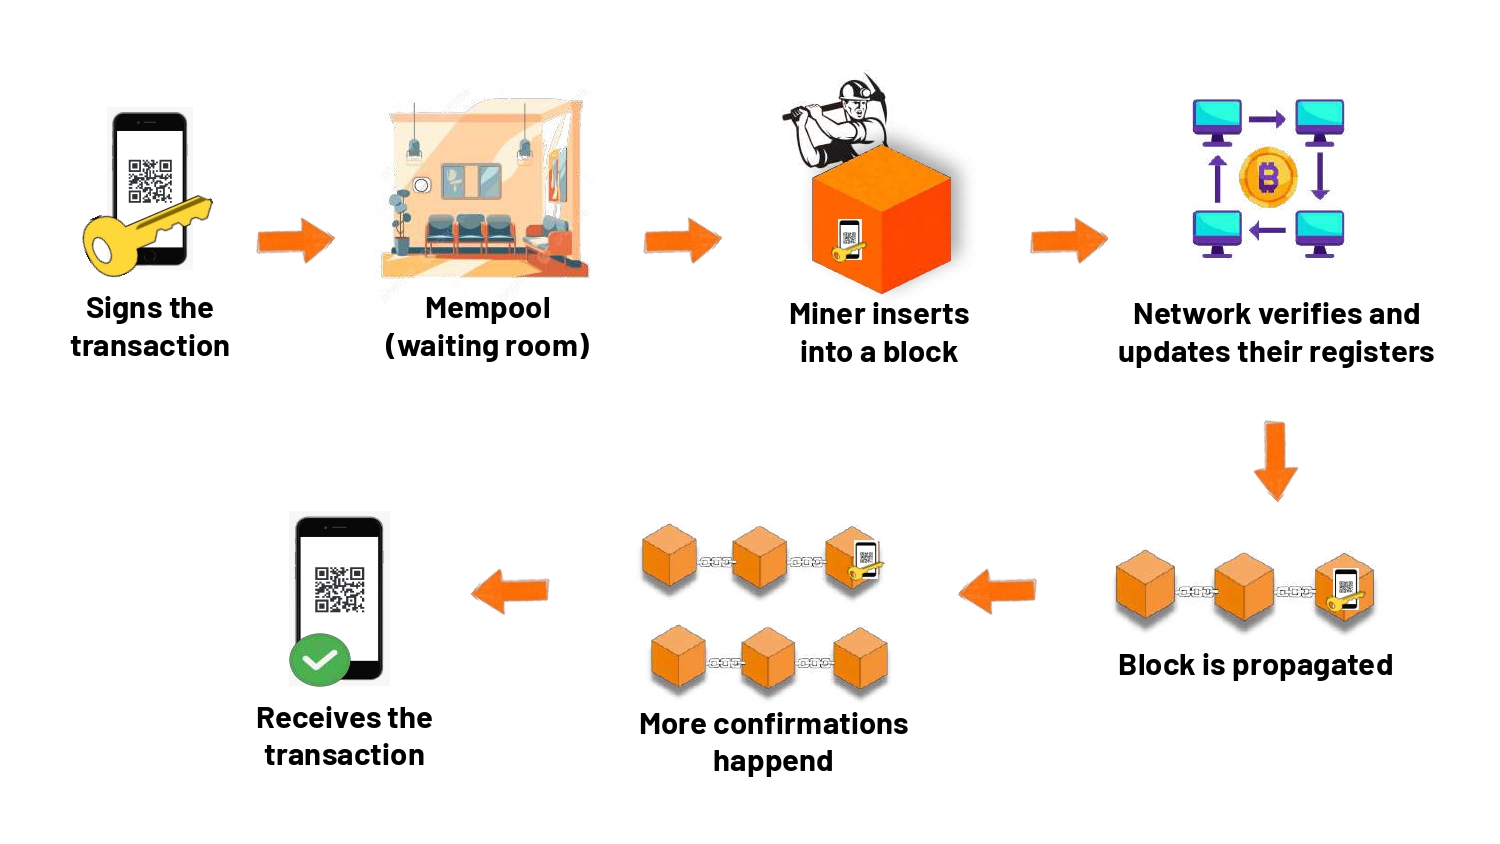 Signs the
transaction
Mempool
(waiting room)
Miner inserts
into a block
Network verifies and
updates their registers
Block is propagated
More confirmations
happend
Receives the
transaction